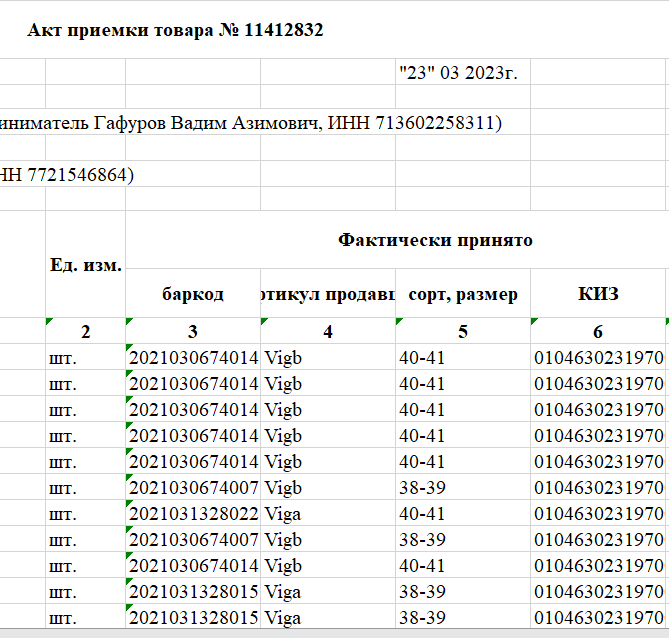 Акт приемки товара № 11412832
"23" 03 2023г.
Гафуров Вадим Азимович, ИНН 713602258311)
7721546864)
Фактически принято
Ед. изм.
баркод сорт, размер КИЗ
2 3 4 5 6
шт. 2021030674014 Vigb 40-41 0104630231970
шт. 2021030674014 Vigb 40-41 0104630231970
шт. 2021030674014 Vigb 40-41 0104630231970
шт. 2021030674014 Vigb 40-41 0104630231970
шт. 2021030674014 Vigb 40-41 0104630231970
шт. 2021030674007 Vigb 38-39 0104630231970
шт. 2021031328022 Viga 40-41 0104630231970
шт. 2021030674007 Vigb 38-39 0104630231970
шт. 2021030674014 Vigb 40-41 0104630231970
шт. 2021031328015 Viga 38-39 0104630231970
шт. 2021031328015 Viga 38-39 0104630231970